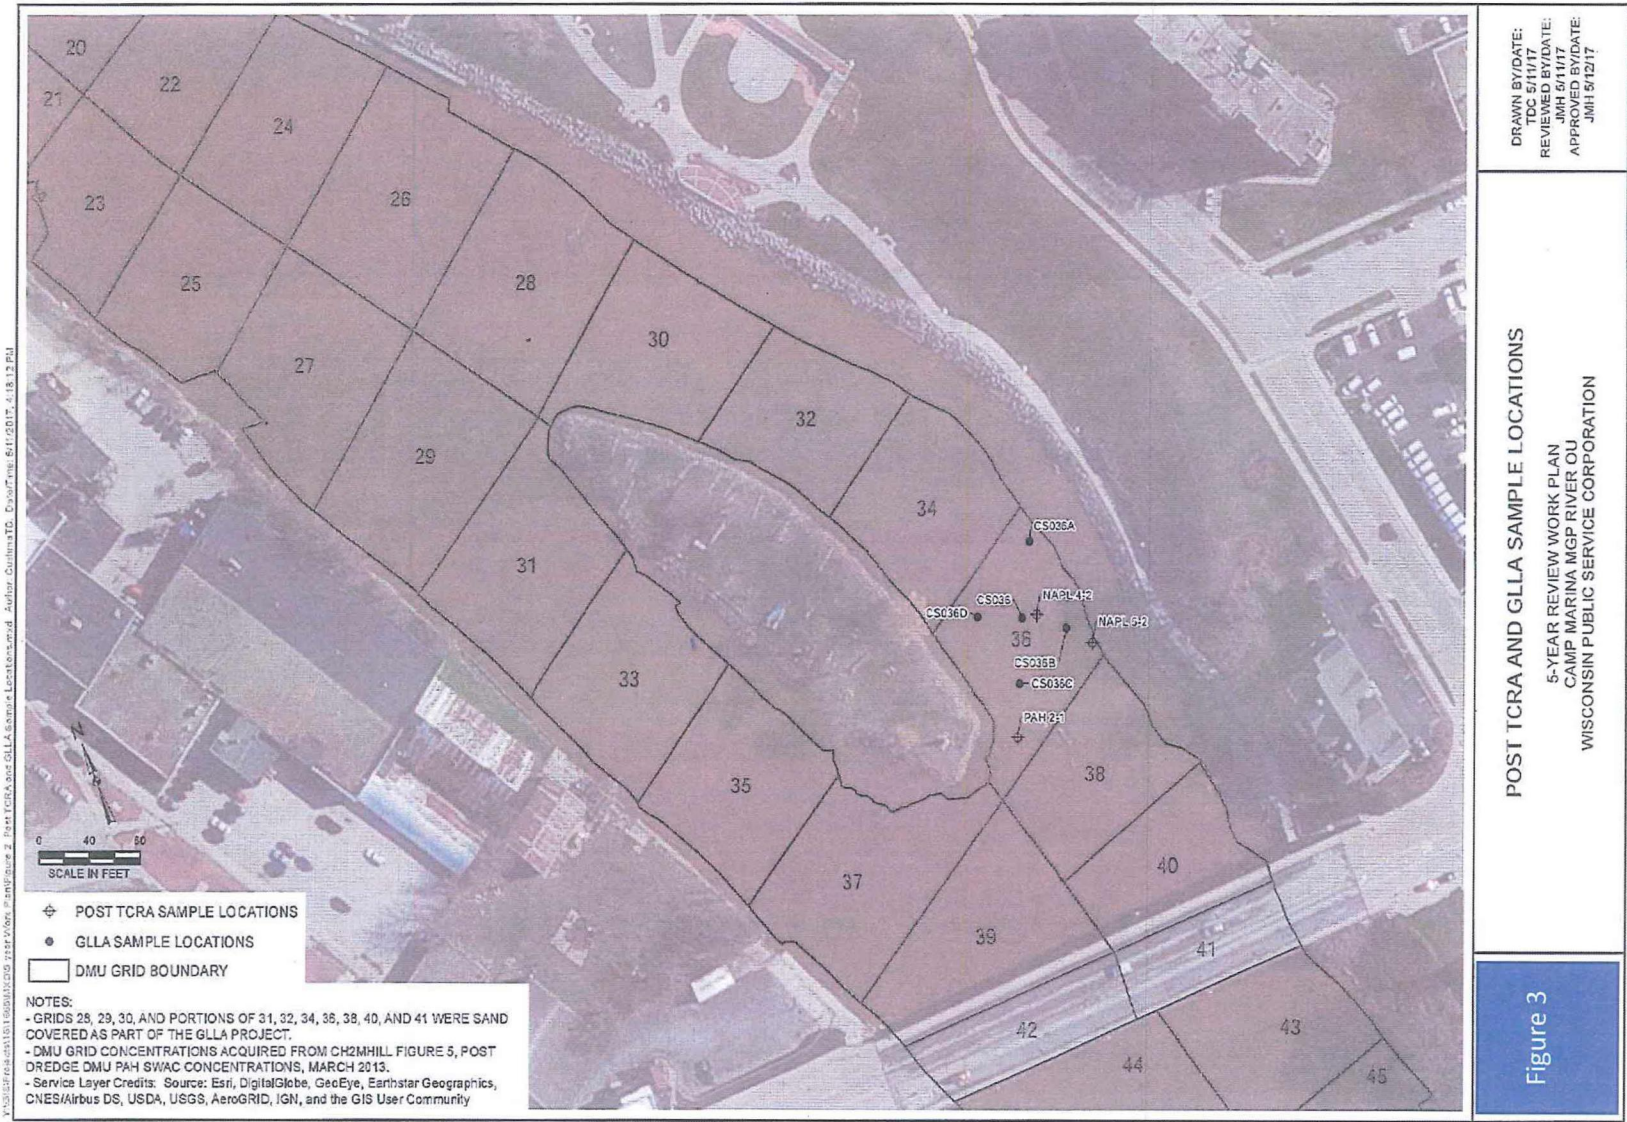 20
22
21
24
23
26
25
28
27
30
29
32
31
34
CS036A
CS036D
CS036
NAPL 4-2
NAPL 5-2
36
CS036B
CS036C
33
PAH 2-1
35
38
37
40
39
41
42
43
44
45
N
0 40 80
SCALE IN FEET
POST TCRA SAMPLE LOCATIONS
GLLA SAMPLE LOCATIONS
DMU GRID BOUNDARY
NOTES:
- GRIDS 28, 29, 30, AND PORTIONS OF 31, 32, 34, 36, 38, 40, AND 41 WERE SAND
COVERED AS PART OF THE GLLA PROJECT.
- DMU GRID CONCENTRATIONS ACQUIRED FROM CH2MHILL FIGURE 5, POST
DREDGE DMU PAH SWAC CONCENTRATIONS, MARCH 2013.
- Service Layer Credits: Source: Esri, DigitalGlobe, GeoEye, Earthstar Geographics,
CNES/Airbus DS, USDA, USGS, AeroGRID, IGN, and the GIS User Community
DRAWN BY/DATE:
TDC 5/11/17
REVIEWED BY/DATE:
JMH 5/11/17
APPROVED BY/DATE:
JMH 5/12/17
POST TCRA AND GLLA SAMPLE LOCATIONS
5-YEAR REVIEW WORK PLAN
CAMP MARINA MGP RIVER OU
WISCONSIN PUBLIC SERVICE CORPORATION
Figure 3